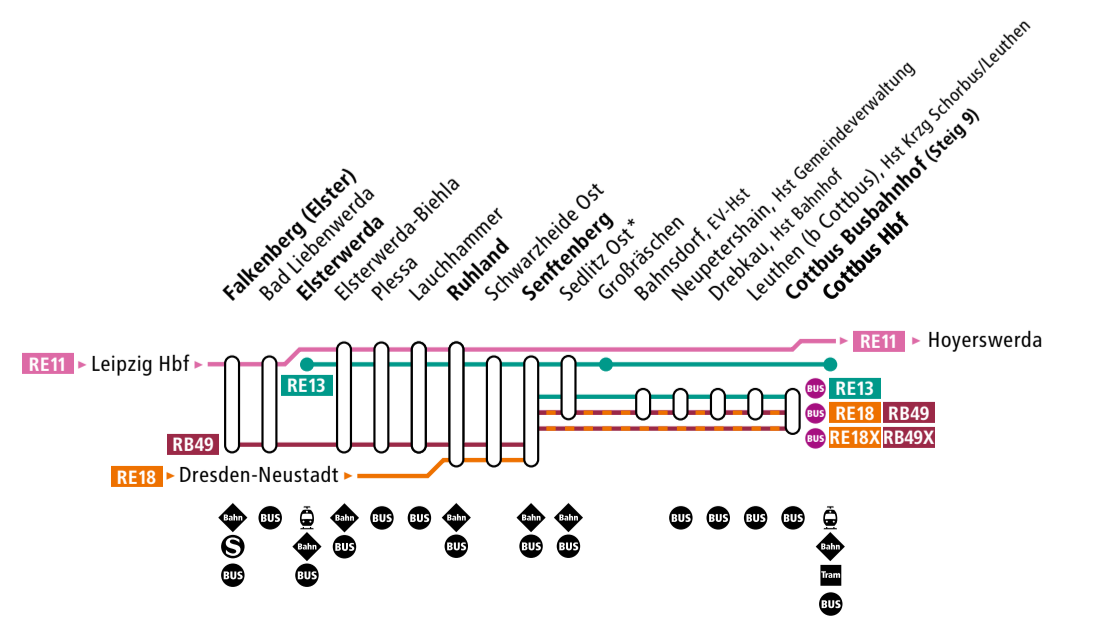 Falkenberg (Elster)
Bad Liebenwerda
Elsterwerda
Elsterwerda-Biehla
Plessa
Lauchhammer
Ruhland
Schwarzheide Ost
Senftenberg
Sedlitz Ost*
Großräschen
Bahnsdorf, EV-Hst
Neupetershain, Hst Gemeindeverwaltung
Drebkau, Hst Bahnhof
Leuthen (b Cottbus), Hst Krzg Schorbus/Leuthen
Cottbus Busbahnhof (Steig 9)
Cottbus Hbf
RE11 Hoyerswerda
RE11 Leipzig Hbf
RE13
BUS RE13
BUS RE18 RB49
BUS RE18X RB49X
RB49
RE18 Dresden-Neustadt
Bahn BUS Bahn BUS BUS Bahn Bahn Bahn BUS BUS BUS BUS
S Bahn BUS BUS BUS BUS Bahn
BUS BUS Tram
BUS